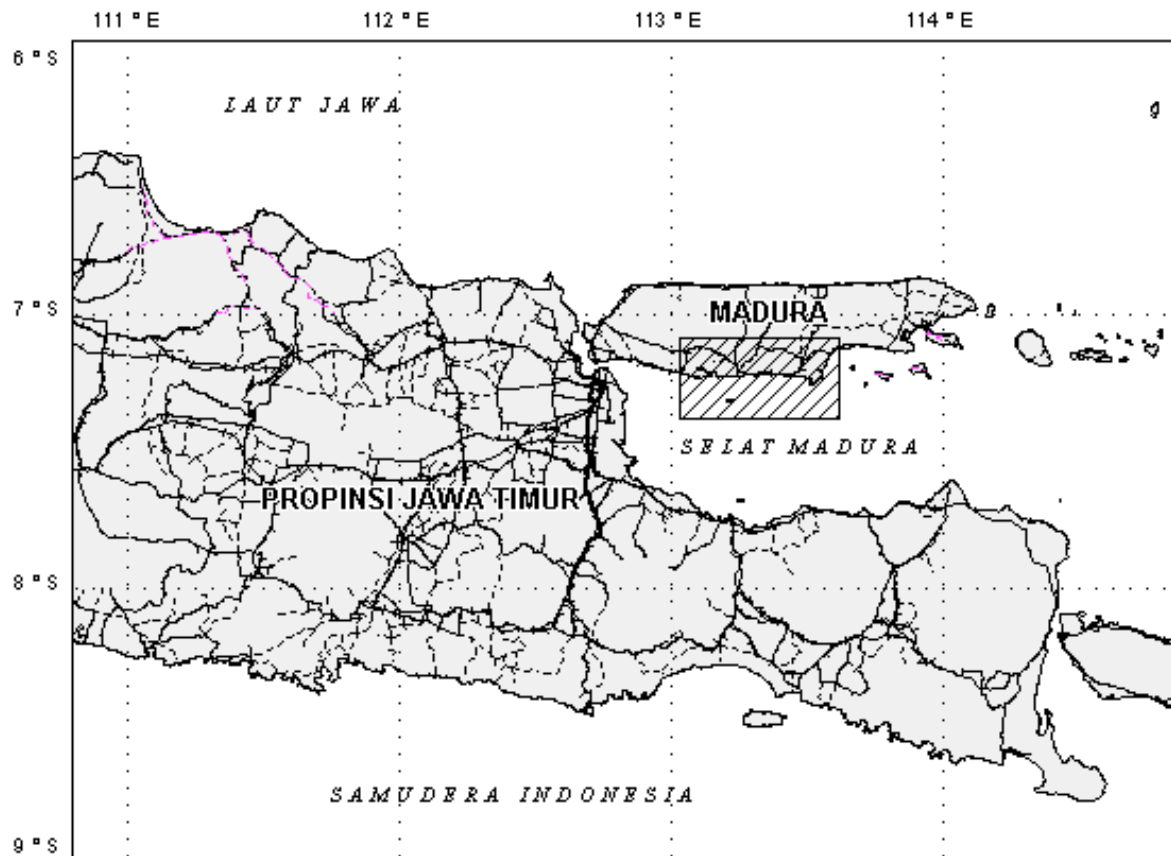 111 ° E 112 ° E 113 ° E 114 ° E
6 ° S
LAUT JAWA
7 ° S
MADURA
SELAT MADURA
PROPINSI JAWA TIMUR
8 ° S
SAMUDERA INDONESIA
9 ° S